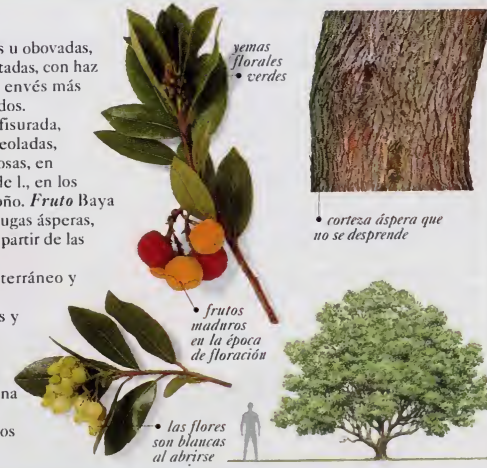 s u obovadas,
tadas, con haz
envés más
dos.
fisurada,
eoladas,
osas, en
de l., en los
oño. Fruto Baya
ugas ásperas,
partir de las
terráneo y
s y
na
os
yemas
florales
verdes
• corteza áspera que
no se desprende
• frutos
maduros
en la época
de floración
• las flores
son blancas
al abrirse